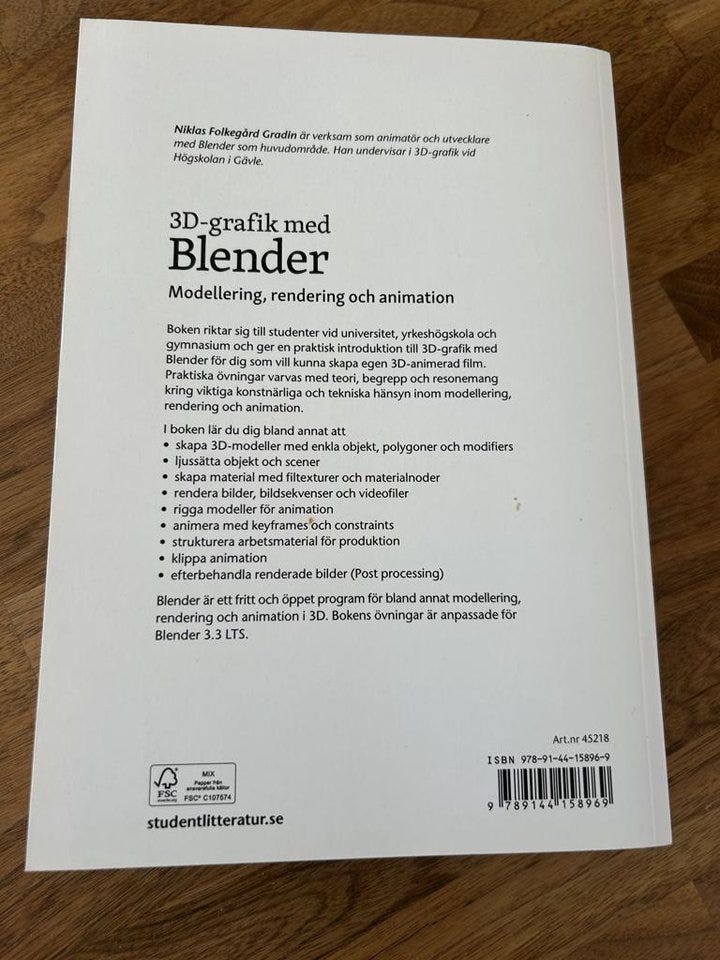 Niklas Folkegård Gradin är verksam som animatör och utvecklare
med Blender som huvudområde. Han undervisar i 3D-grafik vid
Högskolan i Gävle.
3D-grafik med
Blender
Modellering, rendering och animation
Boken riktar sig till studenter vid universitet, yrkeshögskola och
gymnasium och ger en praktisk introduktion till 3D-grafik med
Blender för dig som vill kunna skapa egen 3D-animerad film.
Praktiska övningar varvas med teori, begrepp och resonemang
kring viktiga konstnärliga och tekniska hänsyn inom modellering,
rendering och animation.
I boken lär du dig bland annat att
• skapa 3D-modeller med enkla objekt, polygoner och modifiers
• ljussätta objekt och scener
• skapa material med filtexturer och materialnoder
• rendera bilder, bildsekvenser och videofiler
• rigga modeller för animation
• animera med keyframes och constraints
• strukturera arbetsmaterial för produktion
• klippa animation
• efterbehandla renderade bilder (Post processing)
Blender är ett fritt och öppet program för bland annat modellering,
rendering och animation i 3D. Bokens övningar är anpassade för
Blender 3.3 LTS.
Art.nr 45218
ISBN 978-91-44-15896-9
9 789144 158969
MIX
Papper från
ansvarsfulla källor
FSC® C107574
FSC
www.fsc.org
studentlitteratur.se